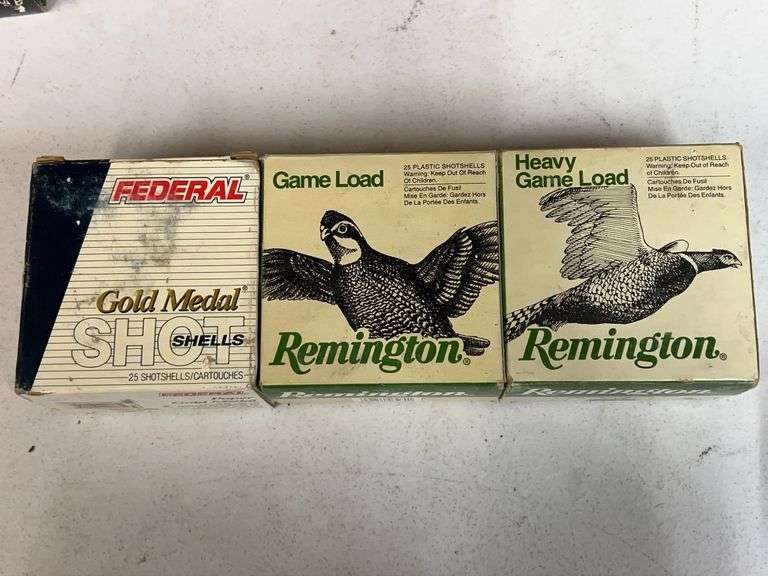 FEDERAL®
Gold Medal®
SHOT
SHELLS
25 SHOTSHELLS/CARTOUCHES
FEDERAL
Game Load
25 PLASTIC SHOTSHELLS
Warning: Keep Out Of Reach
Of Children.
Cartouches De Fusil
Mise En Garde: Gardez Hors
De La Portée Des Enfants.
Remington®
Remington
Heavy
Game Load
25 PLASTIC SHOTSHELLS
Warning: Keep Out Of Reach
of Children.
Cartouches De Fusil
Mise En Garde: Gardez Hors
De La Portée Des Enfants.
Remington®
Remington